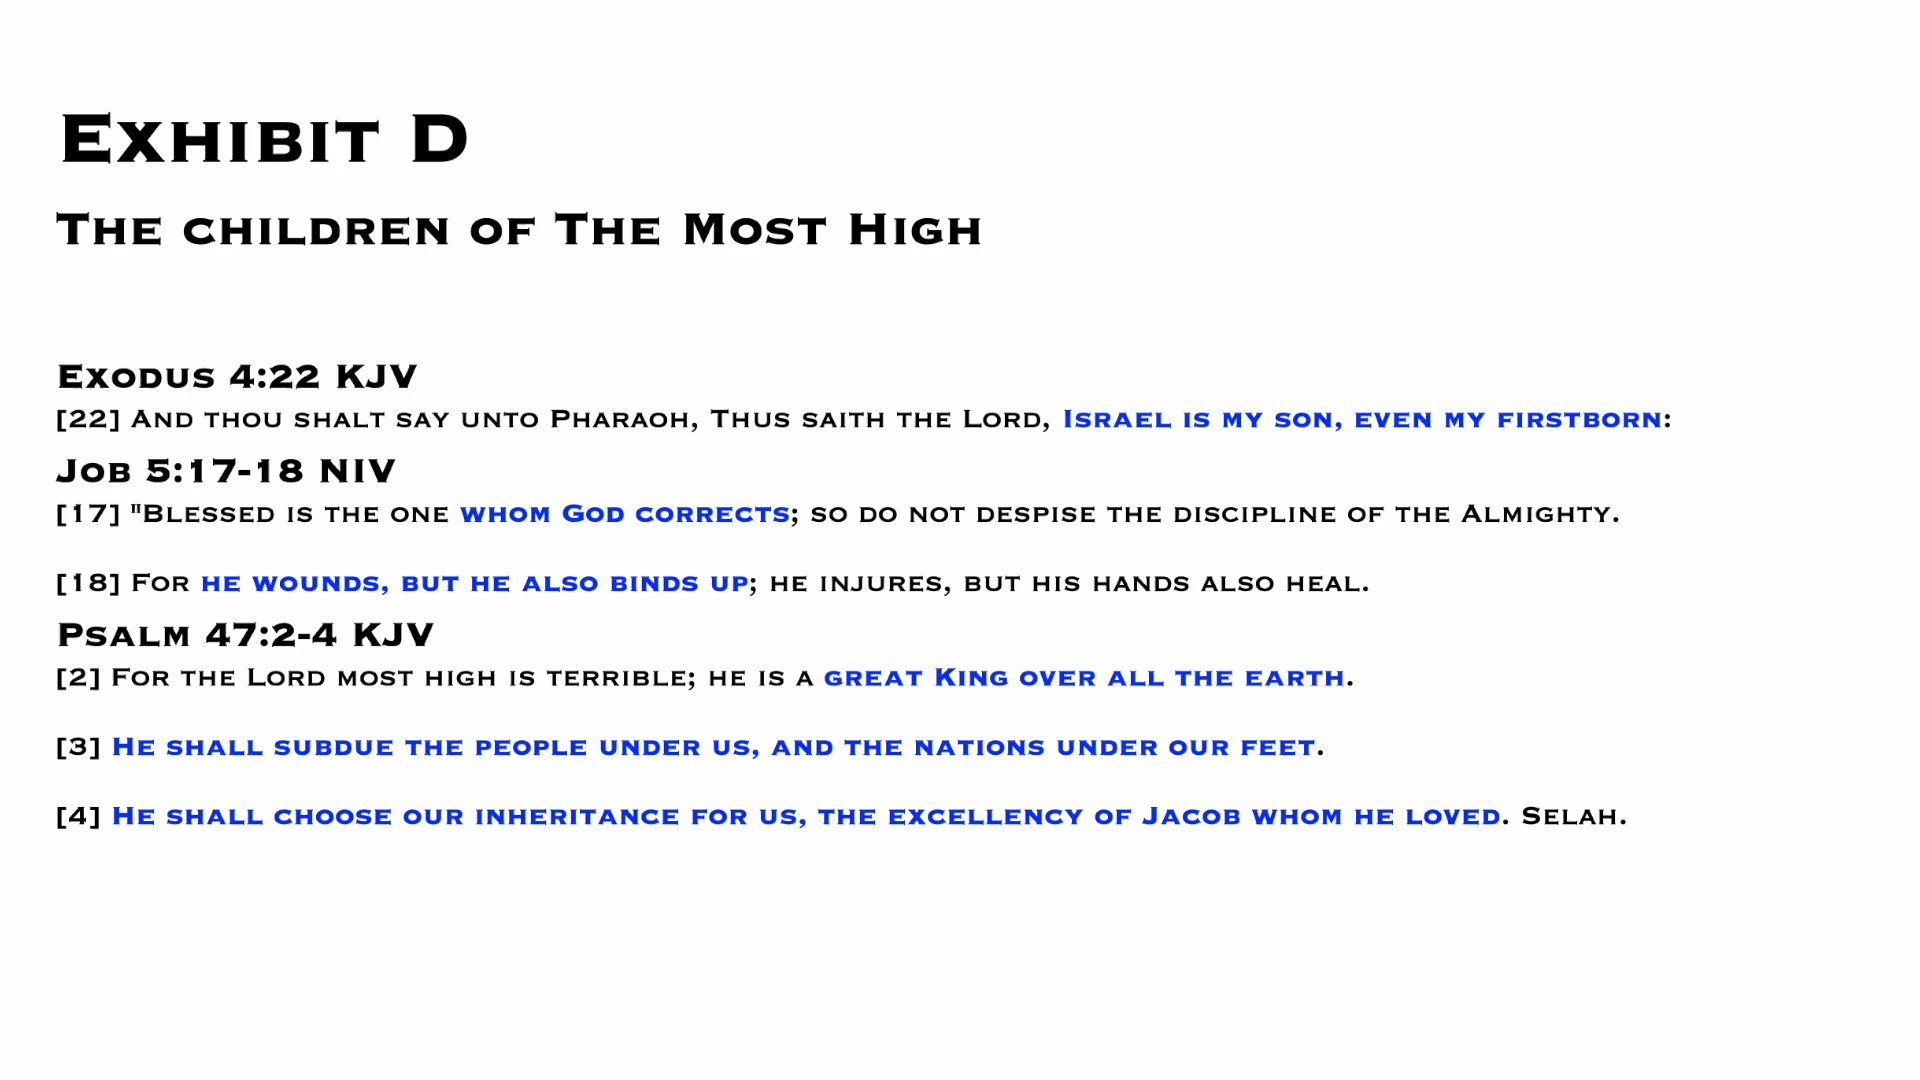 Exhibit D
The children of The Most High
Exodus 4:22 KJV
[22] And thou shalt say unto Pharaoh, Thus saith the Lord, Israel is my son, even my firstborn:
Job 5:17-18 NIV
[17] "Blessed is the one whom God corrects; so do not despise the discipline of the Almighty.
[18] For he wounds, but he also binds up; he injures, but his hands also heal.
Psalm 47:2-4 KJV
[2] For the Lord most high is terrible; he is a great King over all the earth.
[3] He shall subdue the people under us, and the nations under our feet.
[4] He shall choose our inheritance for us, the excellency of Jacob whom he loved. Selah.